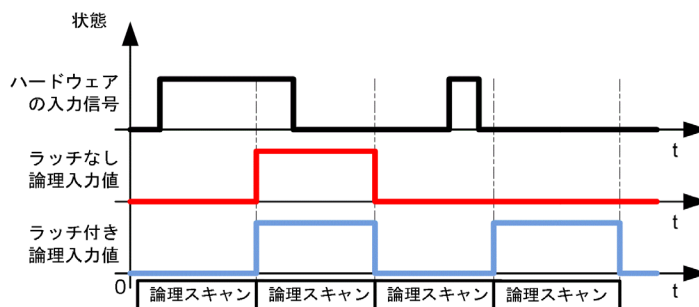 状態
ハードウェア
の入力信号
t
ラッチなし
論理入力値
t
ラッチ付き
論理入力値
0
t
論理スキャン
論理スキャン
論理スキャン
論理スキャン